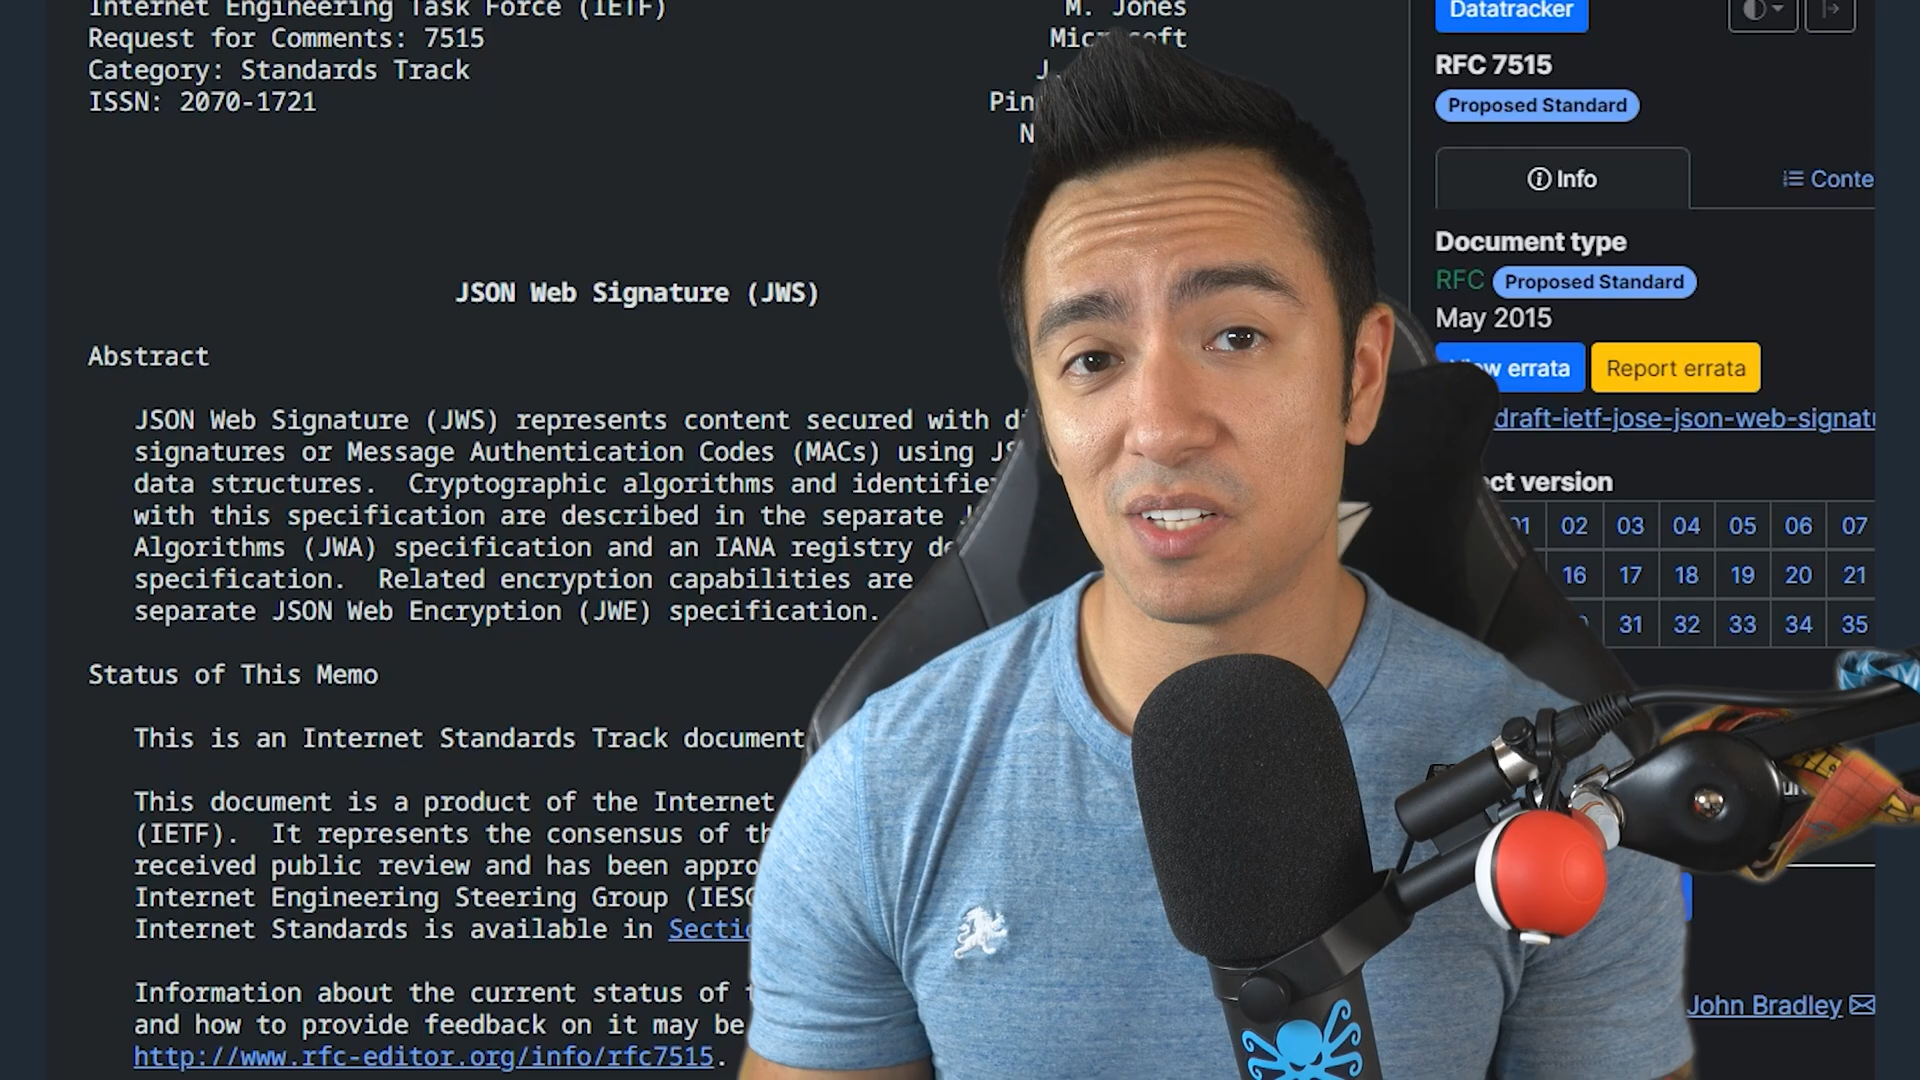 Internet Engineering Task Force (IETF) M. Jones
Request for Comments: 7515
Category: Standards Track J.
ISSN: 2070-1721
JSON Web Signature (JWS)
Abstract
JSON Web Signature (JWS) represents content secured with
signatures or Message Authentication Codes (MACs) using
data structures. Cryptographic algorithms and
with this specification are described in the separate
Algorithms (JWA) specification and an IANA registry
specification. Related encryption capabilities are
separate JSON Web Encryption (JWE) specification.
Status of This Memo
This is an Internet Standards Track document
This document is a product of the Internet
(IETF). It represents the consensus of
received public review and has been
Internet Engineering Steering Group
Internet Standards is available in
Information about the current status of
and how to provide feedback on it may be
http://www.rfc-editor.org/info/rfc7515.
Datatracker
RFC 7515
Proposed Standard
Info
Conte
Document type
RFC Proposed Standard
May 2015
errata Report errata
draft-ietf-jose-json-web-signat
version
01 02 03 04 05 06 07
16 17 18 19 20 21
31 32 33 34 35
John Bradley